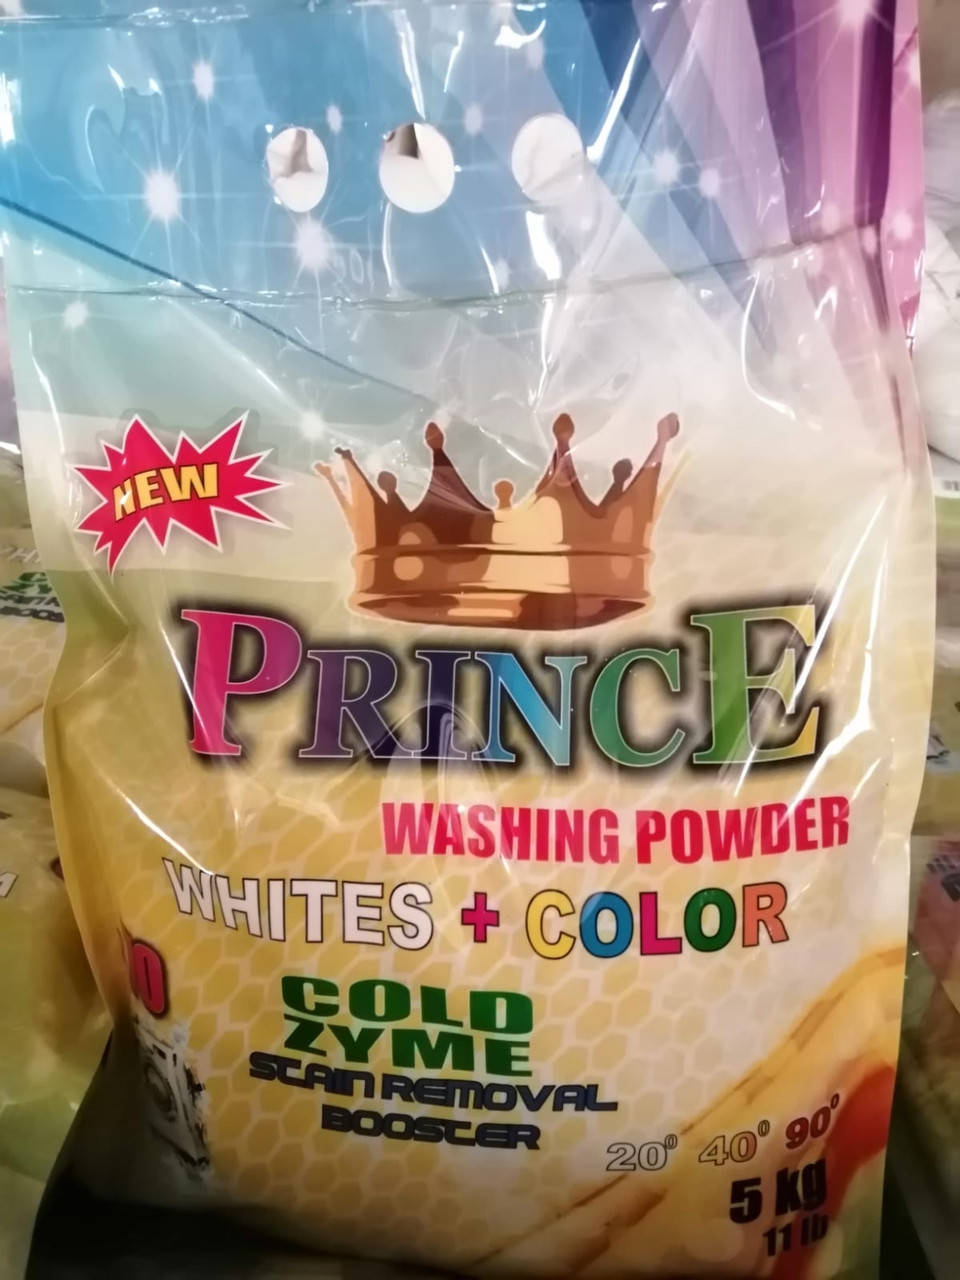 NEW
PRINCE
WASHING POWDER
WHITES + COLOR
COLD
ZYME
STAIN REMOVAL
BOOSTER
20° 40° 90°
5 kg
11 lb